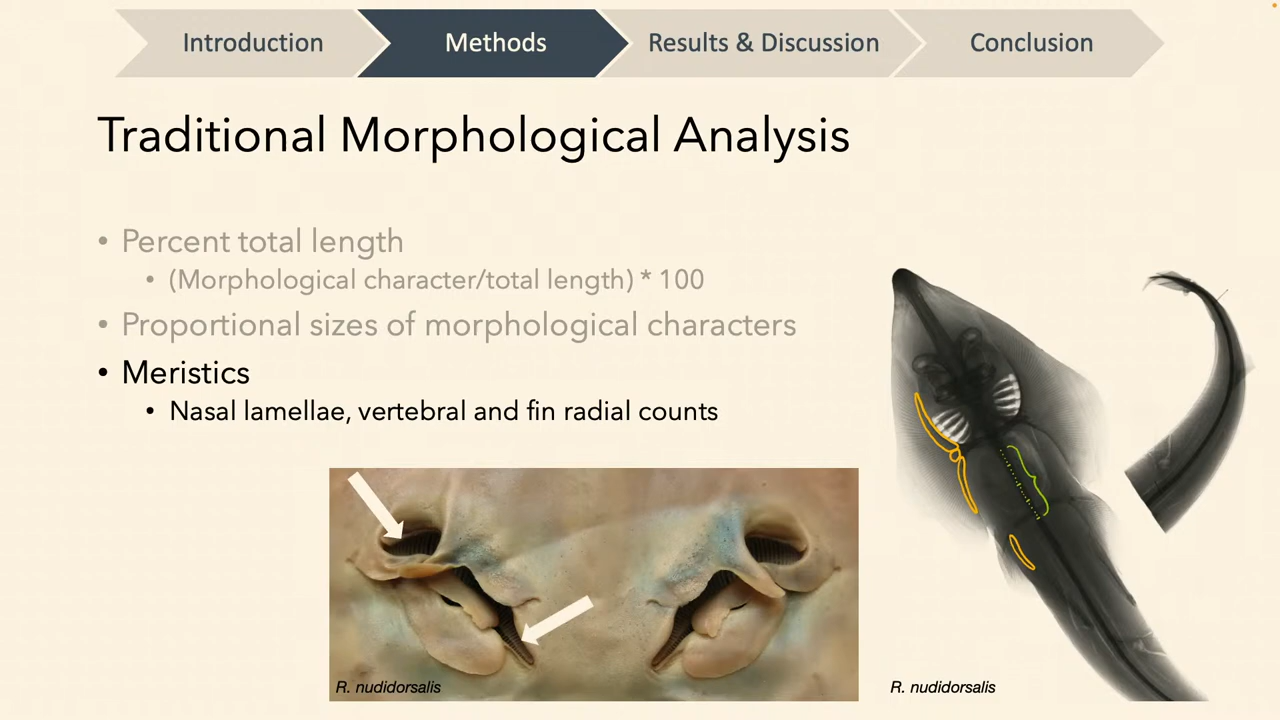 Introduction
Methods
Results & Discussion
Conclusion
Traditional Morphological Analysis
• Percent total length
• (Morphological character/total length) * 100
• Proportional sizes of morphological characters
• Meristics
• Nasal lamellae, vertebral and fin radial counts
R. nudidorsalis
R. nudidorsalis